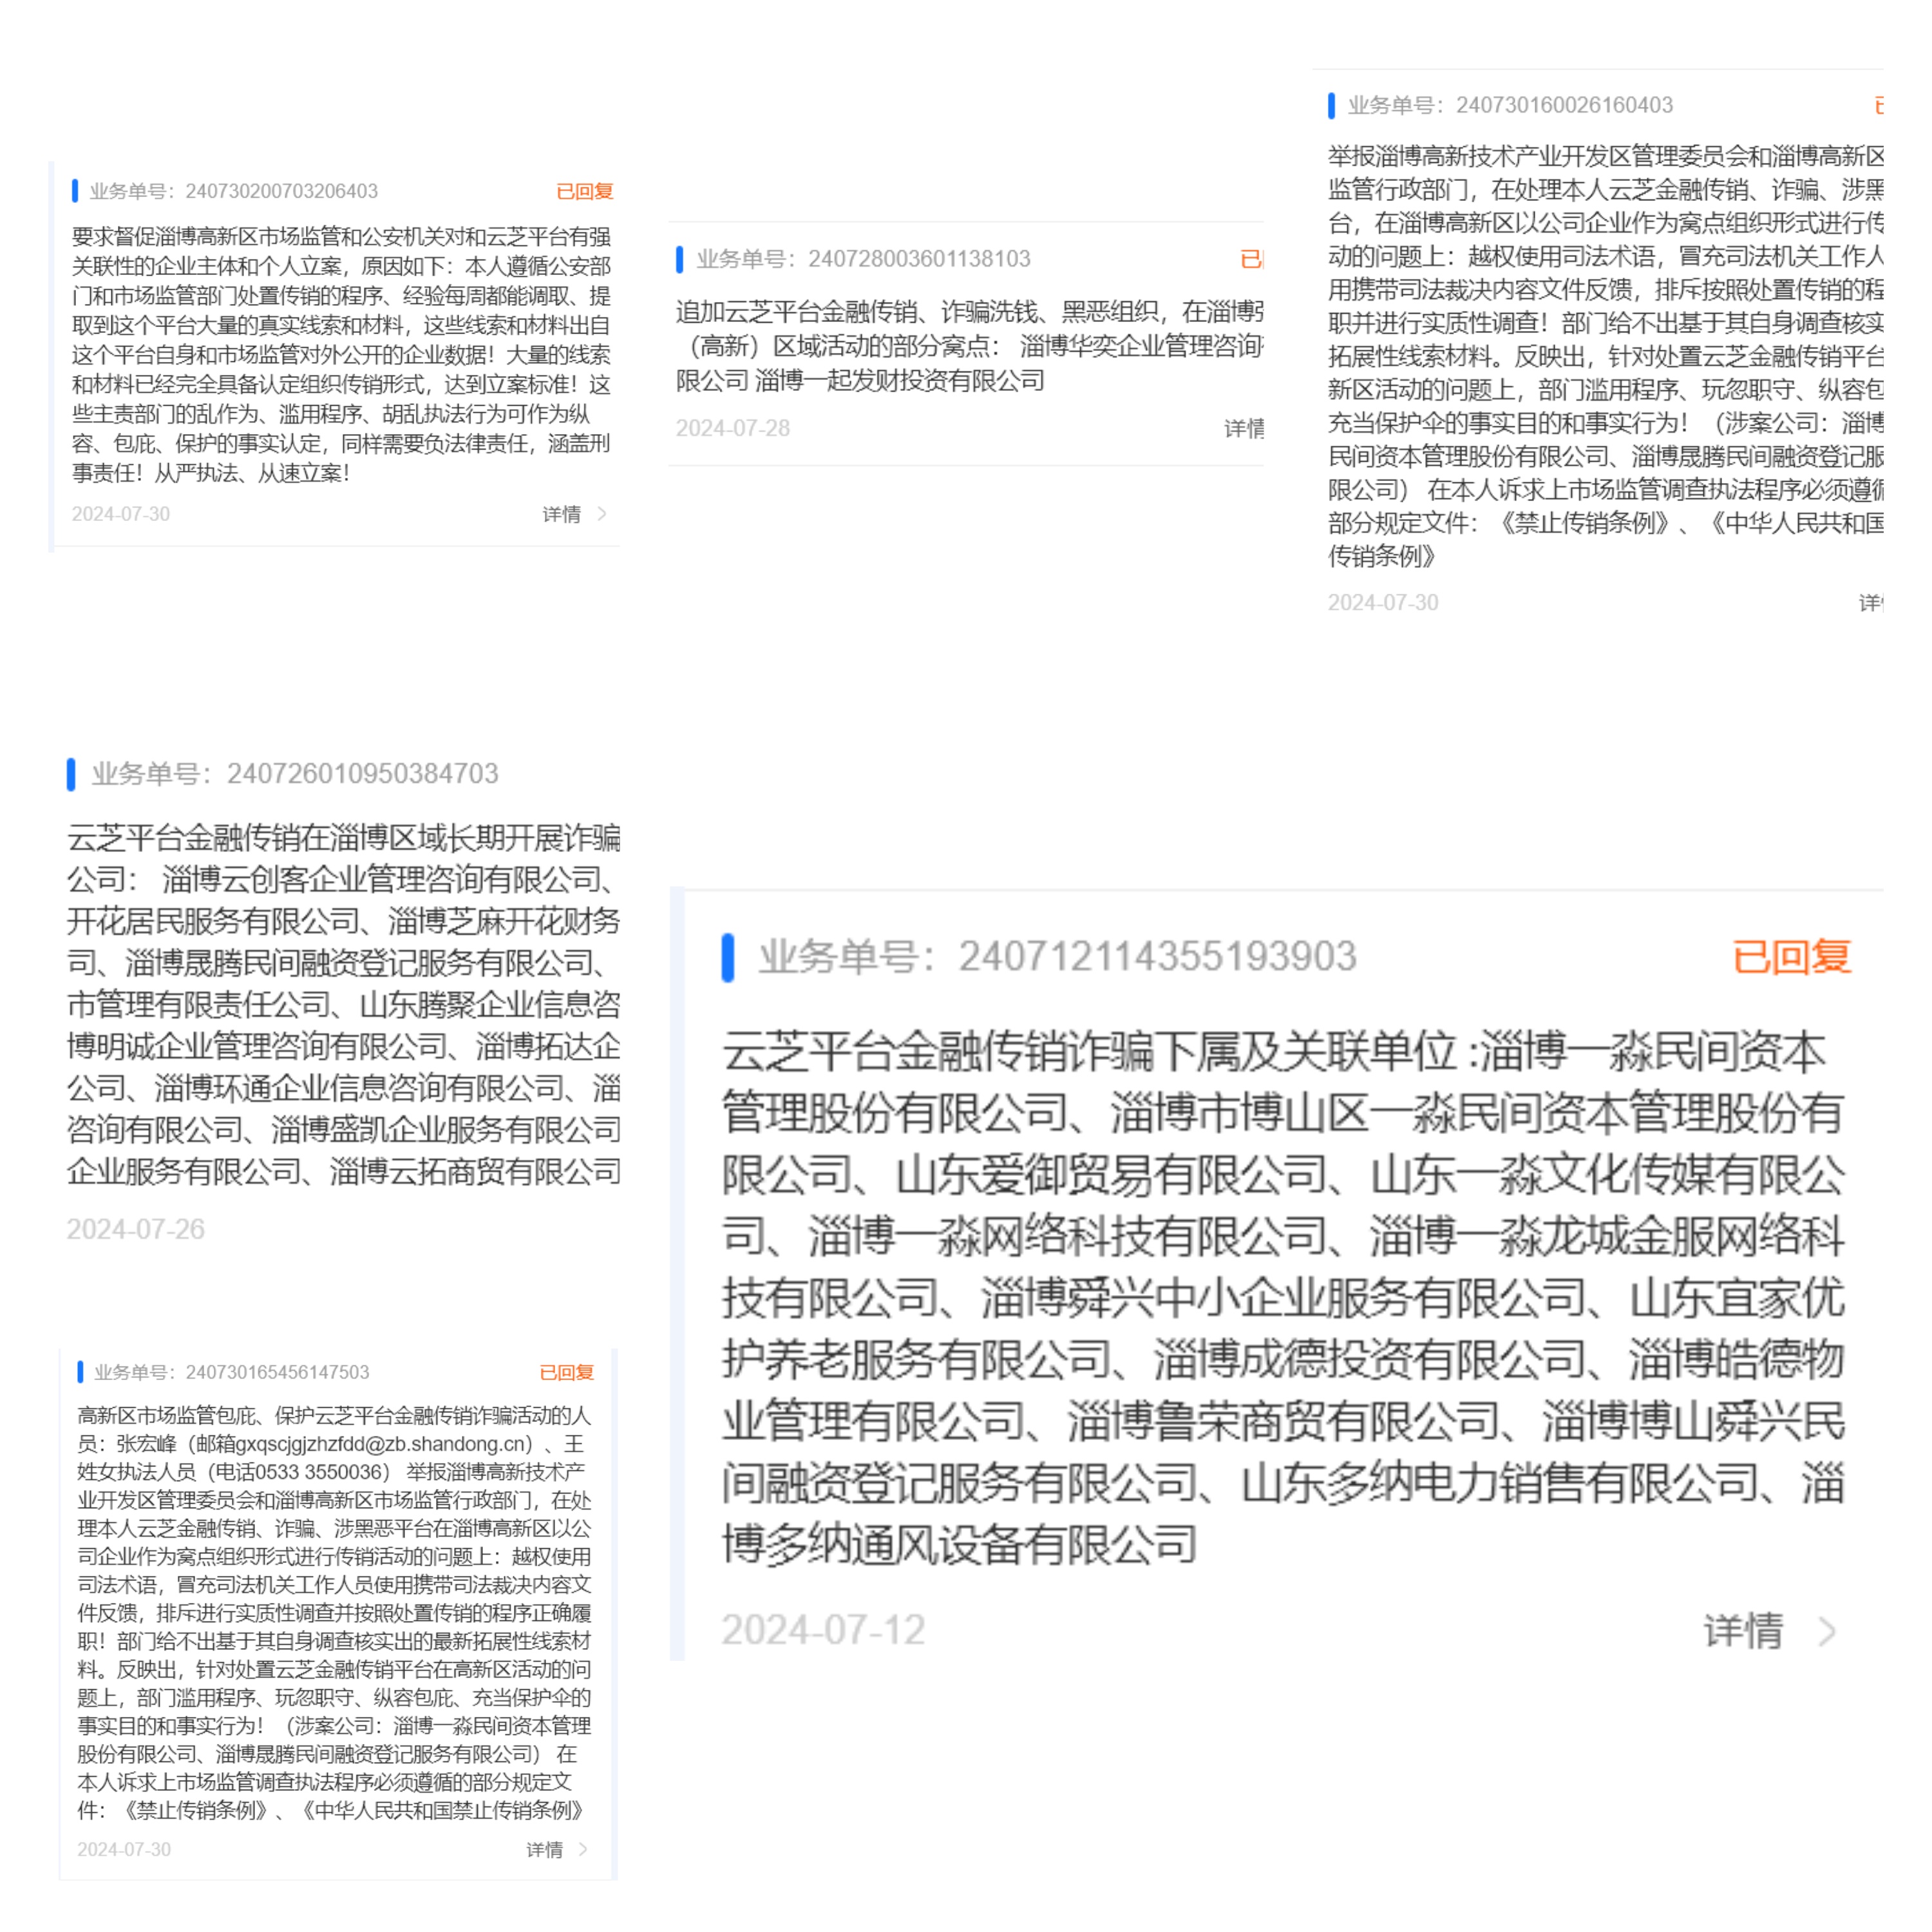 业务单号：240730200703206403 已回复
要求督促淄博高新区市场监管和公安机关对和云芝平台有强
关联性的企业主体和个人立案，原因如下：本人遵循公安部
门和市场监管部门处置传销的程序、经验每周都能调取、提
取到这个平台大量的真实线索和材料，这些线索和材料出自
这个平台自身和市场监管对外公开的企业数据！大量的线索
和材料已经完全具备认定组织传销形式，达到立案标准！这
些主责部门的乱作为、滥用程序、胡乱执法行为可作为纵
容、包庇、保护的事实认定，同样需要负法律责任，涵盖刑
事责任！从严执法、从速立案！
2024-07-30 详情
业务单号：240728003601138103 已
追加云芝平台金融传销、诈骗洗钱、黑恶组织，在淄博
（高新）区域活动的部分窝点： 淄博华奕企业管理咨询
限公司 淄博一起发财投资有限公司
2024-07-28 详情
业务单号：240730160026160403
举报淄博高新技术产业开发区管理委员会和淄博高新区
监管行政部门，在处理本人云芝金融传销、诈骗、涉黑
台，在淄博高新区以公司企业作为窝点组织形式进行传
动的问题上：越权使用司法术语，冒充司法机关工作人
用携带司法裁决内容文件反馈，排斥按照处置传销的程
职并进行实质性调查！部门给不出基于其自身调查核实
拓展性线索材料。反映出，针对处置云芝金融传销平台
新区活动的问题上，部门滥用程序、玩忽职守、纵容包
充当保护伞的事实目的和事实行为！（涉案公司：淄博
民间资本管理股份有限公司、淄博晟腾民间融资登记服
限公司） 在本人诉求上市场监管调查执法程序必须遵循
部分规定文件：《禁止传销条例》、《中华人民共和国
传销条例》
2024-07-30 详
业务单号：240726010950384703
云芝平台金融传销在淄博区域长期开展诈骗
公司： 淄博云创客企业管理咨询有限公司、
开花居民服务有限公司、淄博芝麻开花财务
司、淄博晟腾民间融资登记服务有限公司、
市管理有限责任公司、山东腾聚企业信息咨
博明诚企业管理咨询有限公司、淄博拓达企
公司、淄博环通企业信息咨询有限公司、淄
咨询有限公司、淄博盛凯企业服务有限公司
企业服务有限公司、淄博云拓商贸有限公司
2024-07-26
业务单号：240712114355193903 已回复
云芝平台金融传销诈骗下属及关联单位 :淄博一淼民间资本
管理股份有限公司、淄博市博山区一淼民间资本管理股份有
限公司、山东爱御贸易有限公司、山东一淼文化传媒有限公
司、淄博一淼网络科技有限公司、淄博一淼龙城金服网络科
技有限公司、淄博舜兴中小企业服务有限公司、山东宜家优
护养老服务有限公司、淄博成德投资有限公司、淄博皓德物
业管理有限公司、淄博鲁荣商贸有限公司、淄博博山舜兴民
间融资登记服务有限公司、山东多纳电力销售有限公司、淄
博多纳通风设备有限公司
2024-07-12 详情
业务单号：240730165456147503 已回复
高新区市场监管包庇、保护云芝平台金融传销诈骗活动的人
员：张宏峰（邮箱gxqscjgjzhzfdd@zb.shandong.cn）、王
姓女执法人员（电话0533 3550036） 举报淄博高新技术产
业开发区管理委员会和淄博高新区市场监管行政部门，在处
理本人云芝金融传销、诈骗、涉黑恶平台在淄博高新区以公
司企业作为窝点组织形式进行传销活动的问题上：越权使用
司法术语，冒充司法机关工作人员使用携带司法裁决内容文
件反馈，排斥进行实质性调查并按照处置传销的程序正确履
职！部门给不出基于其自身调查核实出的最新拓展性线索材
料。反映出，针对处置云芝金融传销平台在高新区活动的问
题上，部门滥用程序、玩忽职守、纵容包庇、充当保护伞的
事实目的和事实行为！（涉案公司：淄博一淼民间资本管理
股份有限公司、淄博晟腾民间融资登记服务有限公司） 在
本人诉求上市场监管调查执法程序必须遵循的部分规定文
件：《禁止传销条例》、《中华人民共和国禁止传销条例》
2024-07-30 详情